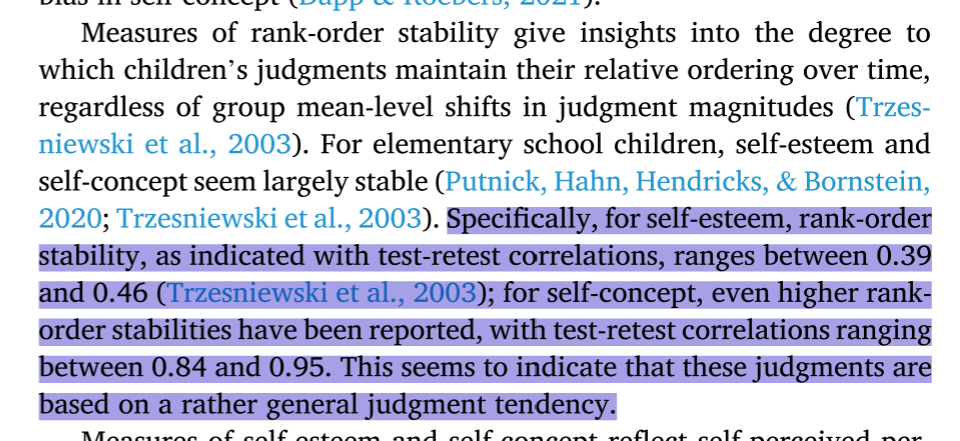 bias in self-concept (Dapp & Roebers, 2021).
Measures of rank-order stability give insights into the degree to
which children’s judgments maintain their relative ordering over time,
regardless of group mean-level shifts in judgment magnitudes (Trzes-
niewski et al., 2003). For elementary school children, self-esteem and
self-concept seem largely stable (Putnick, Hahn, Hendricks, & Bornstein,
2020; Trzesniewski et al., 2003). Specifically, for self-esteem, rank-order
stability, as indicated with test-retest correlations, ranges between 0.39
and 0.46 (Trzesniewski et al., 2003); for self-concept, even higher rank-
order stabilities have been reported, with test-retest correlations ranging
between 0.84 and 0.95. This seems to indicate that these judgments are
based on a rather general judgment tendency.
Measures of self-esteem and self-concept reflect self-perceived per-